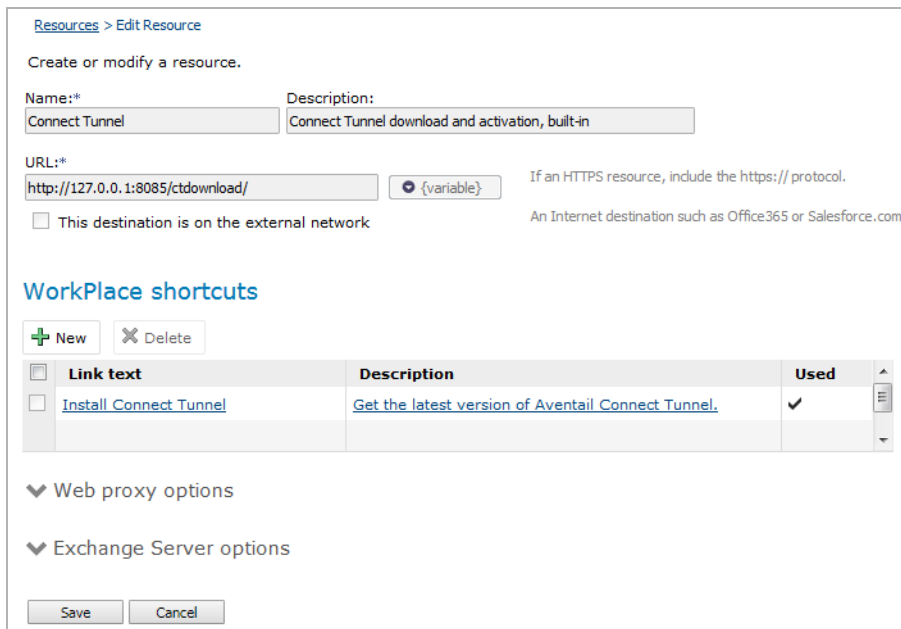 Resources > Edit Resource
Create or modify a resource.
Name:* Description:
Connect Tunnel Connect Tunnel download and activation, built-in
URL:*
http://127.0.0.1:8085/ctdownload/ {variable} If an HTTPS resource, include the https:// protocol.
This destination is on the external network An Internet destination such as Office365 or Salesforce.com
WorkPlace shortcuts
New Delete
Link text Description Used
Install Connect Tunnel Get the latest version of Aventail Connect Tunnel.
Web proxy options
Exchange Server options
Save Cancel